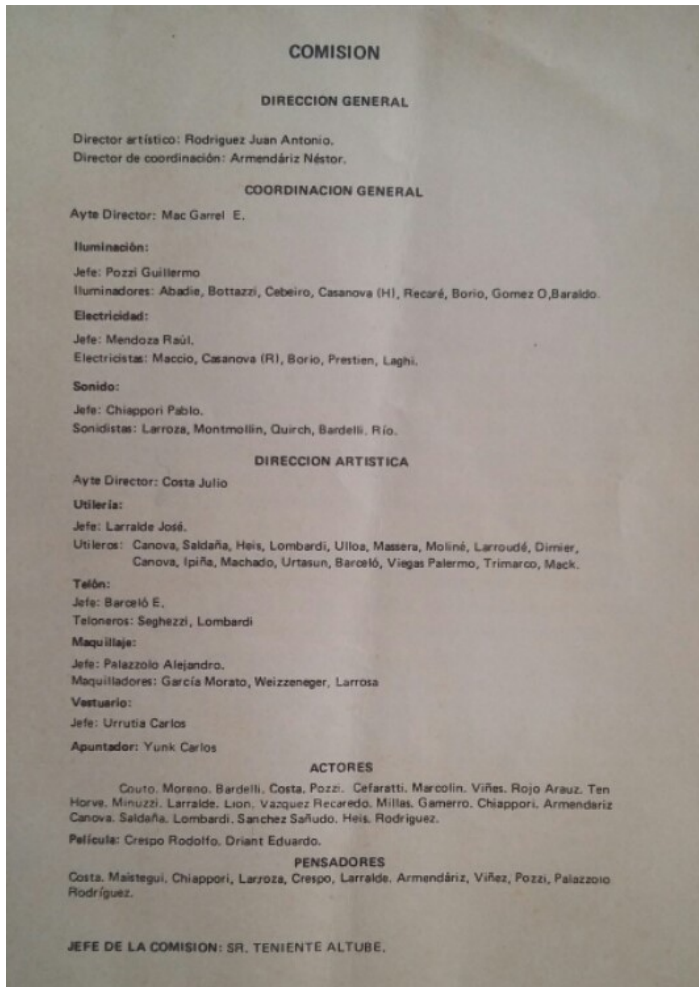 COMISION
DIRECCION GENERAL
Director artístico: Rodriguez Juan Antonio.
Director de coordinación: Armendáriz Néstor.
COORDINACION GENERAL
Ayte Director: Mac Garrel E.
Iluminación:
Jefe: Pozzi Guillermo
Iluminadores: Abadie, Bottazzi, Cebeiro, Casanova (H), Recaré, Borio, Gomez O,Baraldo.
Electricidad:
Jefe: Mendoza Raúl.
Electricistas: Maccio, Casanova (R), Borio, Prestien, Laghi.
Sonido:
Jefe: Chiappori Pablo.
Sonidistas: Larroza, Montmollin, Quirch, Bardelli. Río.
DIRECCION ARTISTICA
Ayte Director: Costa Julio
Utilería:
Jefe: Larralde José.
Utileros: Canova, Saldaña, Heis, Lombardi, Ulloa, Massera, Moliné, Larroudé, Dimier,
Canova, Ipiña, Machado, Urtasun, Barceló, Viegas Palermo, Trimarco, Mack.
Telón:
Jefe: Barceló E.
Teloneros: Seghezzi, Lombardi
Maquillaje:
Jefe: Palazzolo Alejandro.
Maquilladores: García Morato, Weizzeneger, Larrosa
Vestuario:
Jefe: Urrutia Carlos
Apuntador: Yunk Carlos
ACTORES
Couto. Moreno. Bardelli. Costa. Pozzi. Cefaratti. Marcolin. Viñes. Rojo Arauz. Ten
Horve. Minuzzi. Larralde. Lion. Vazquez Recaredo. Millas. Gamerro. Chiappori. Armendariz
Canova. Saldaña. Lombardi. Sanchez Sañudo. Heis. Rodriguez.
Película: Crespo Rodolfo. Driant Eduardo.
PENSADORES
Costa. Maistegui. Chiappori, Larroza, Crespo, Larralde. Armendáriz, Viñez, Pozzi, Palazzolo
Rodríguez.
JEFE DE LA COMISION: SR. TENIENTE ALTUBE.